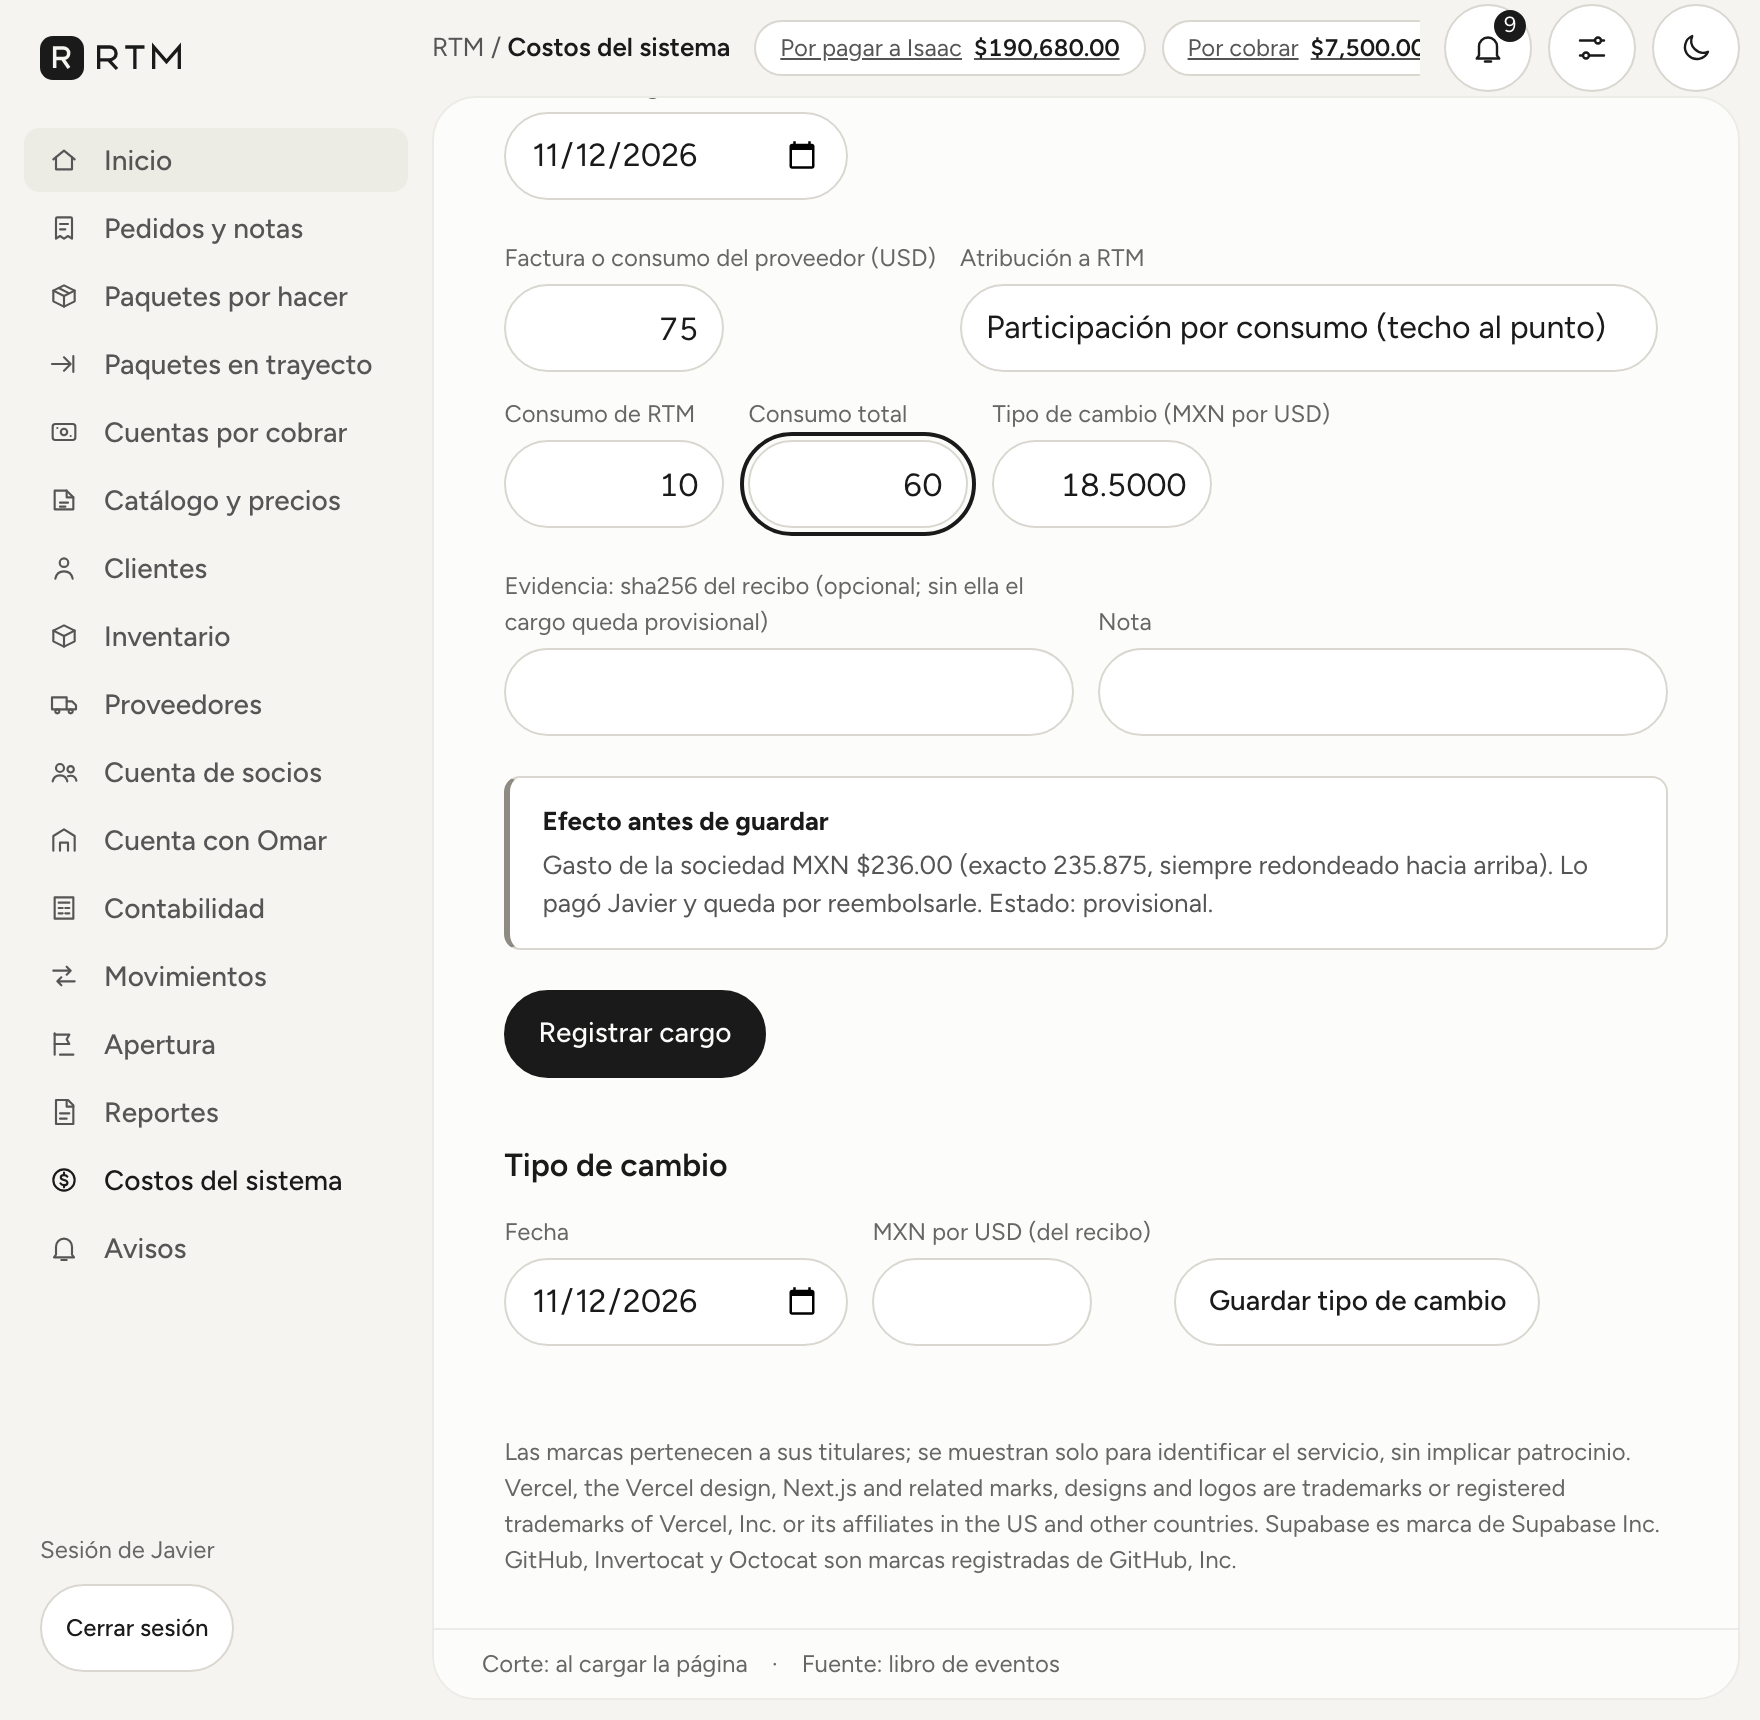 R RTM
RTM / Costos del sistema
Por pagar a Isaac $190,680.00
Por cobrar $7,500.00
9
Inicio
Pedidos y notas
Paquetes por hacer
Paquetes en trayecto
Cuentas por cobrar
Catálogo y precios
Clientes
Inventario
Proveedores
Cuenta de socios
Cuenta con Omar
Contabilidad
Movimientos
Apertura
Reportes
Costos del sistema
Avisos
Sesión de Javier
Cerrar sesión
11/12/2026
Factura o consumo del proveedor (USD)
Atribución a RTM
75
Participación por consumo (techo al punto)
Consumo de RTM
Consumo total
Tipo de cambio (MXN por USD)
10
60
18.5000
Evidencia: sha256 del recibo (opcional; sin ella el
cargo queda provisional)
Nota
Efecto antes de guardar
Gasto de la sociedad MXN $236.00 (exacto 235.875, siempre redondeado hacia arriba). Lo
pagó Javier y queda por reembolsarle. Estado: provisional.
Registrar cargo
Tipo de cambio
Fecha
MXN por USD (del recibo)
11/12/2026
Guardar tipo de cambio
Las marcas pertenecen a sus titulares; se muestran solo para identificar el servicio, sin implicar patrocinio.
Vercel, the Vercel design, Next.js and related marks, designs and logos are trademarks or registered
trademarks of Vercel, Inc. or its affiliates in the US and other countries. Supabase es marca de Supabase Inc.
GitHub, Invertocat y Octocat son marcas registradas de GitHub, Inc.
Corte: al cargar la página · Fuente: libro de eventos